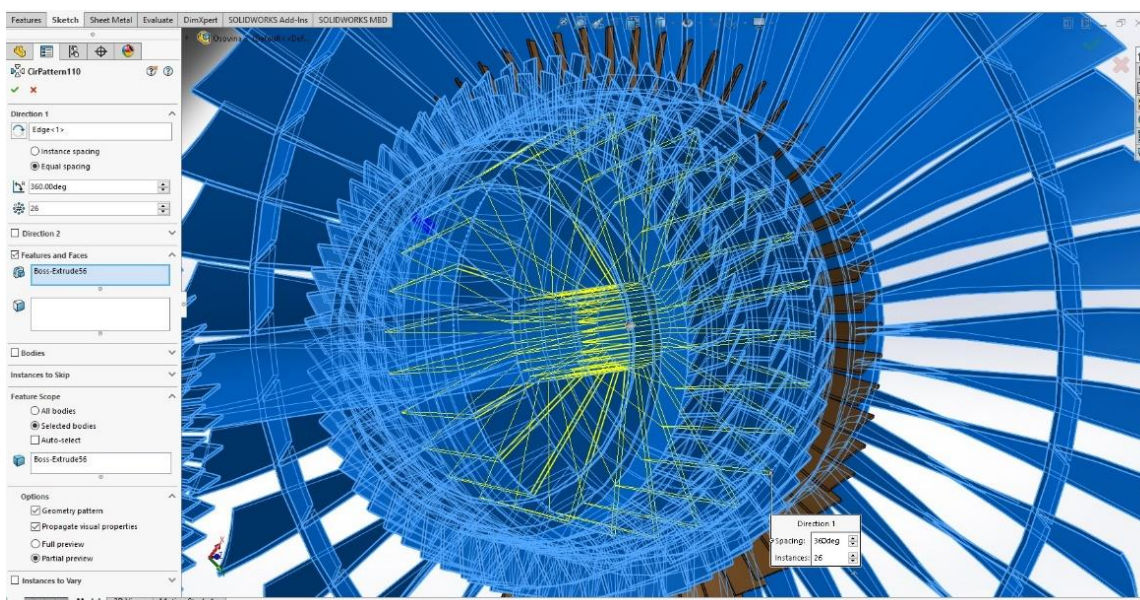 Features Sketch Sheet Metal Evaluate DimXpert SOLIDWORKS Add-Ins SOLIDWORKS MBD
CirPattern110
Direction 1
Edge<1>
Instance spacing
Equal spacing
360.00deg
26
Direction 2
Features and Faces
Boss-Extrude56
Bodies
Instances to Skip
Feature Scope
All bodies
Selected bodies
Auto-select
Boss-Extrude56
Options
Geometry pattern
Propagate visual properties
Full preview
Partial preview
Instances to Vary
Direction 1
Spacing: 360deg
Instances: 26